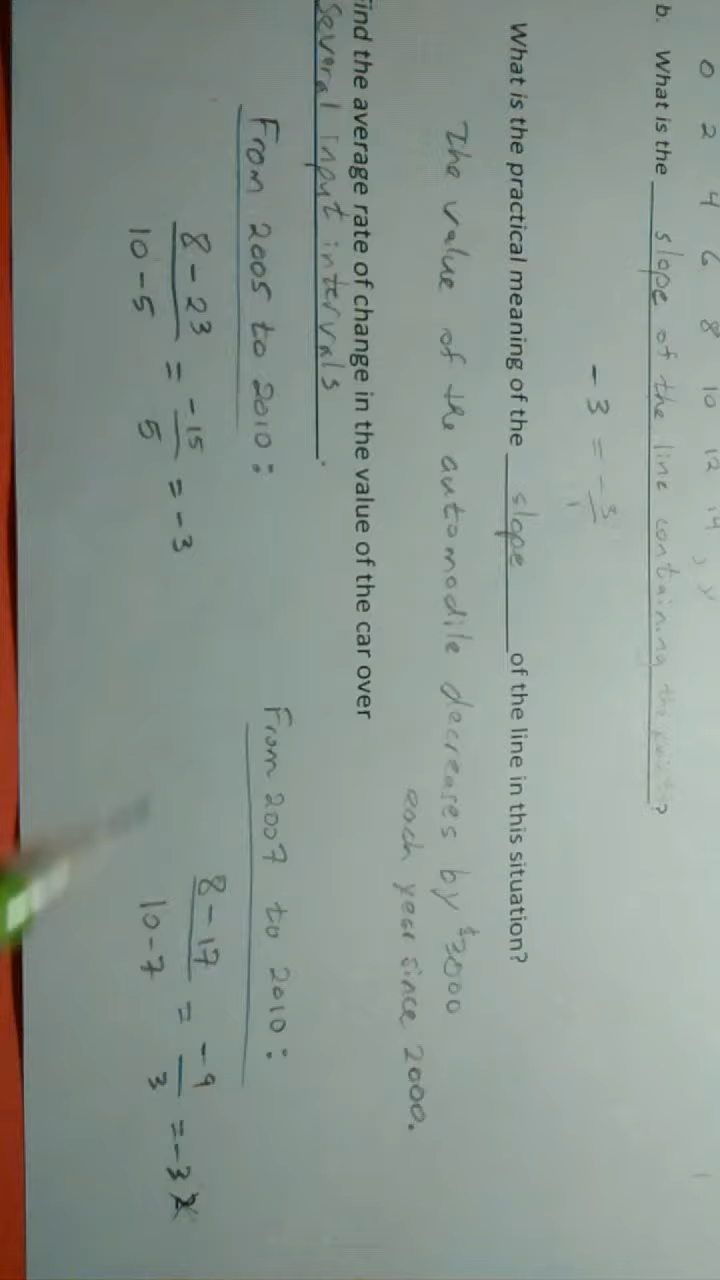 0 2 4 6 8 10 12 14
b. What is the slope of the line containing the points?
-3 = -3/1
What is the practical meaning of the slope of the line in this situation?
The value of the automodile decreases by $3000
each year since 2000.
ind the average rate of change in the value of the car over
several input intervals.
From 2005 to 2010:
8 - 23 / 10 - 5 = -15 / 5 = -3
From 2007 to 2010:
8 - 17 / 10 - 7 = -9 / 3 = -3